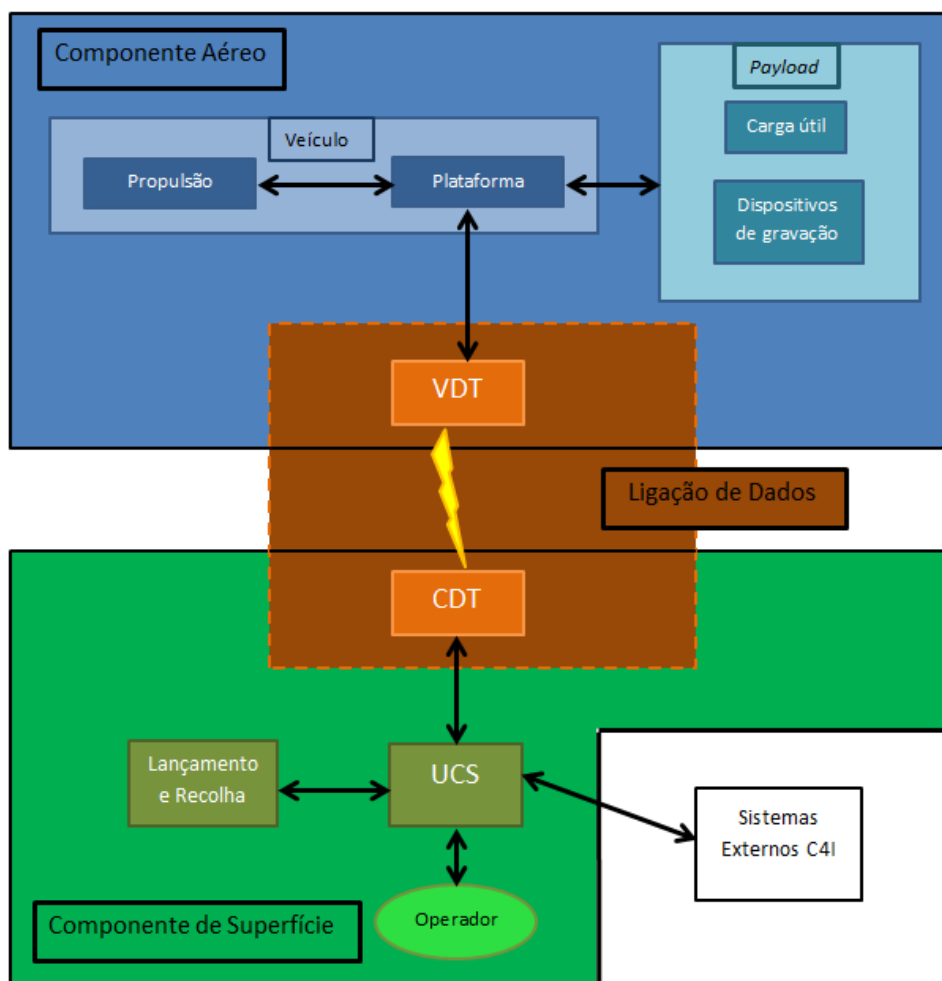 Componente Aéreo
Payload
Carga útil
Veículo
Propulsão
Plataforma
Dispositivos
de gravação
VDT
Ligação de Dados
CDT
Lançamento
e Recolha
UCS
Sistemas
Externos C4I
Operador
Componente de Superfície